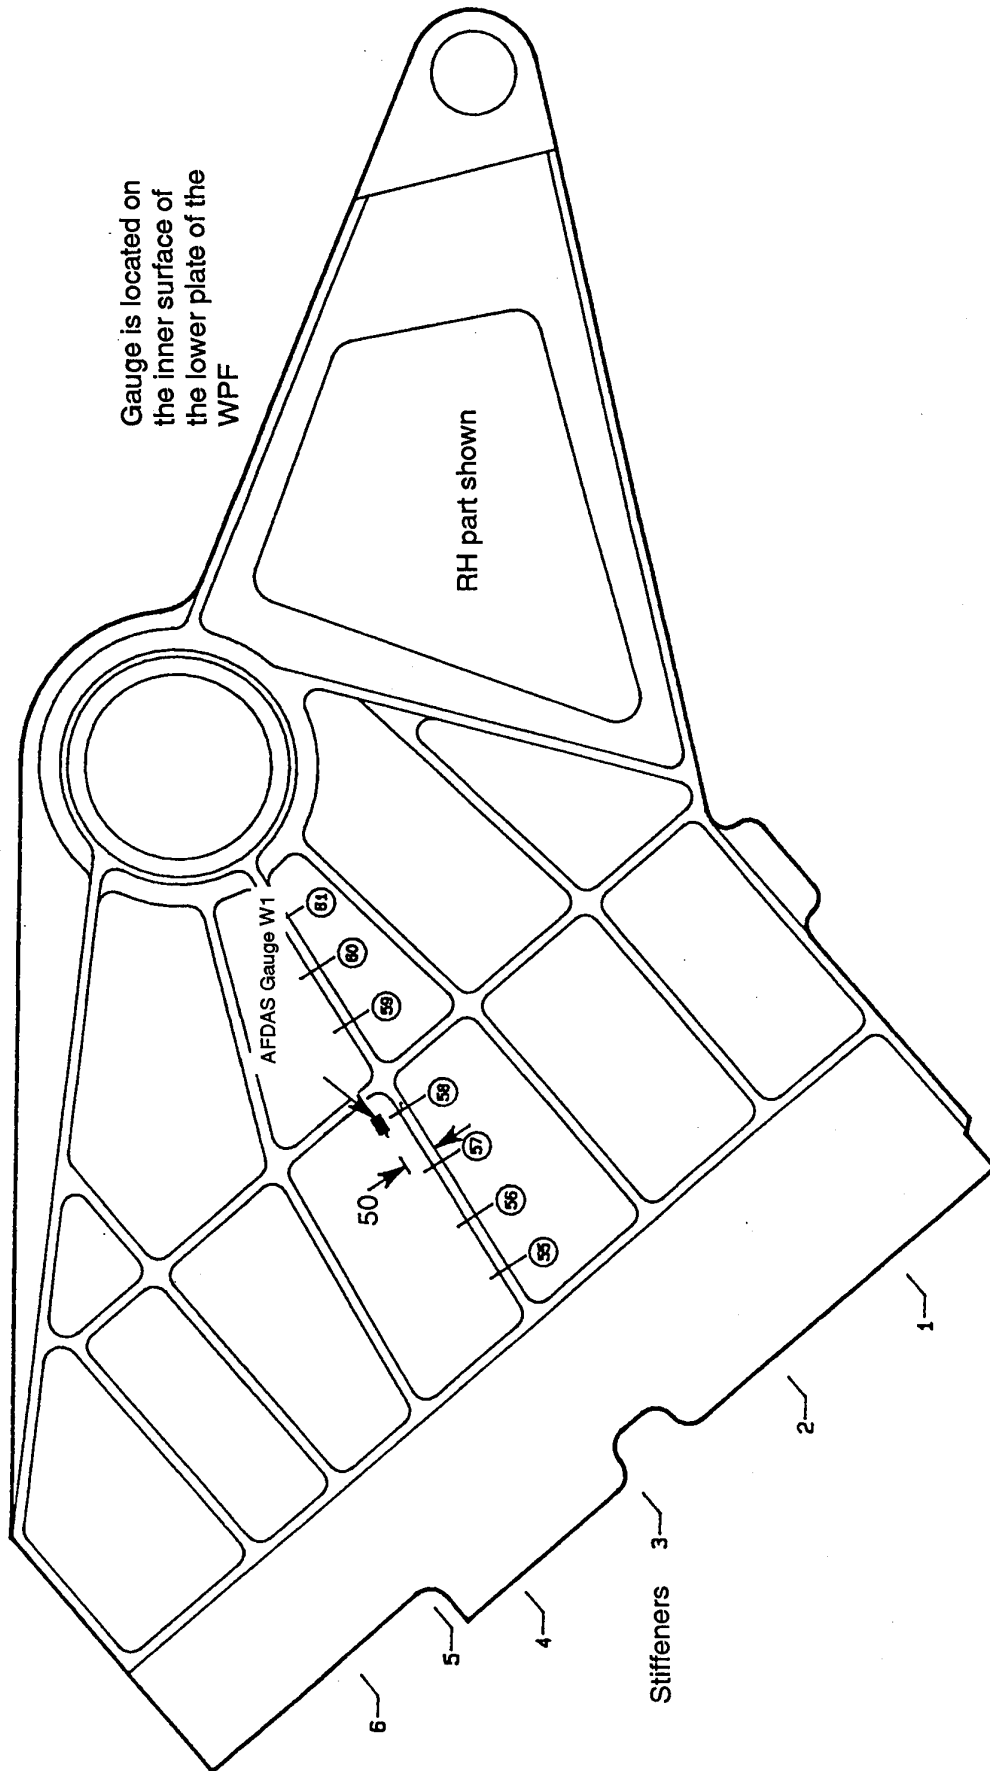 Gauge is located on
the inner surface of
the lower plate of the
WPF
RH part shown
AFDAS Gauge W1
61
60
59
58
57
56
55
50
Stiffeners
1
2
3
4
5
6